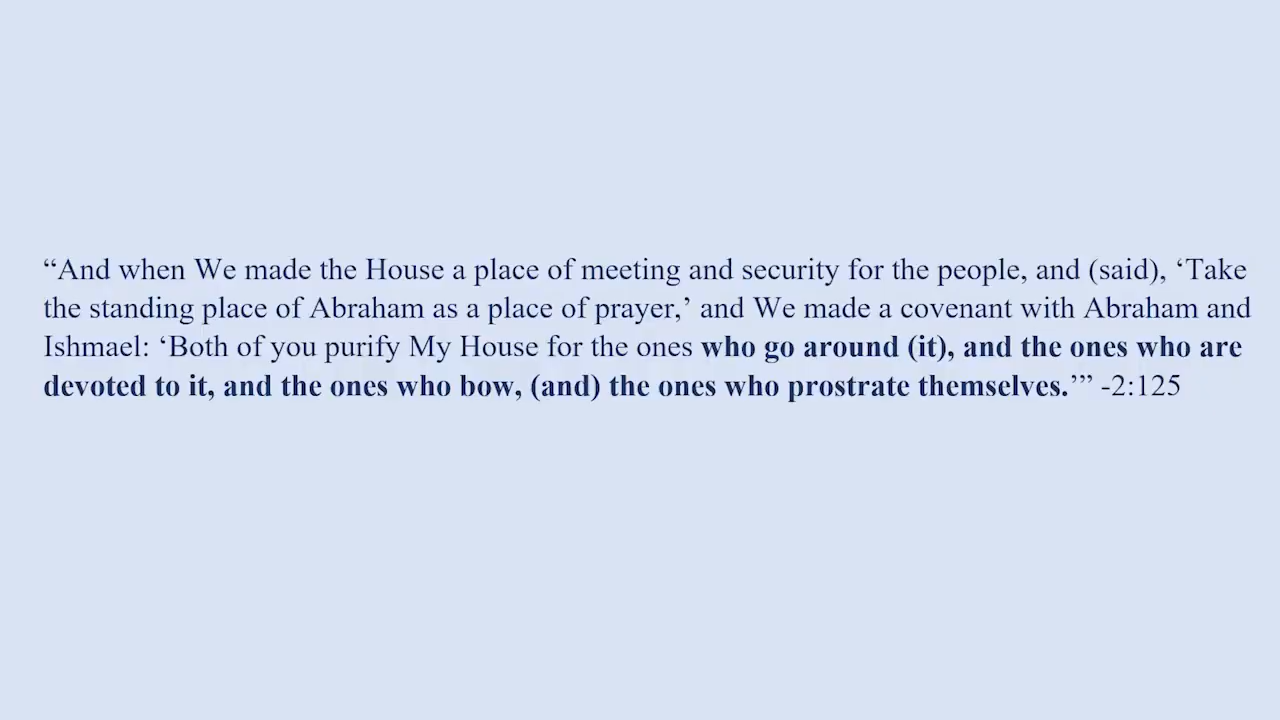 “And when We made the House a place of meeting and security for the people, and (said), ‘Take
the standing place of Abraham as a place of prayer,’ and We made a covenant with Abraham and
Ishmael: ‘Both of you purify My House for the ones who go around (it), and the ones who are
devoted to it, and the ones who bow, (and) the ones who prostrate themselves.’” -2:125